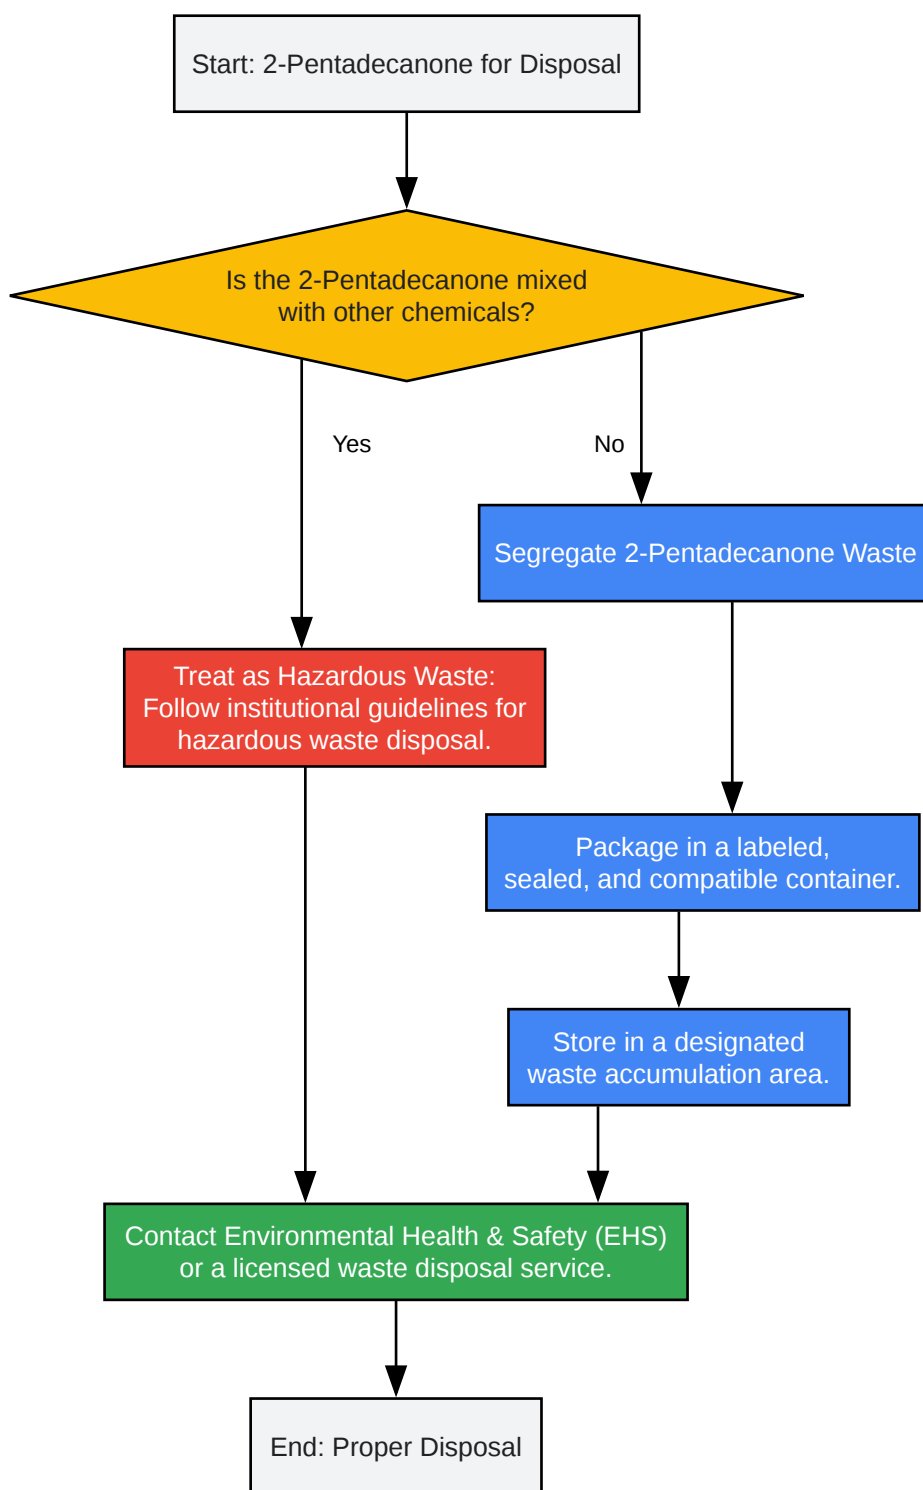 Start: 2-Pentadecanone for Disposal
Is the 2-Pentadecanone mixed
with other chemicals?
Yes
No
Segregate 2-Pentadecanone Waste
Treat as Hazardous Waste:
Follow institutional guidelines for
hazardous waste disposal.
Package in a labeled,
sealed, and compatible container.
Store in a designated
waste accumulation area.
Contact Environmental Health & Safety (EHS)
or a licensed waste disposal service.
End: Proper Disposal